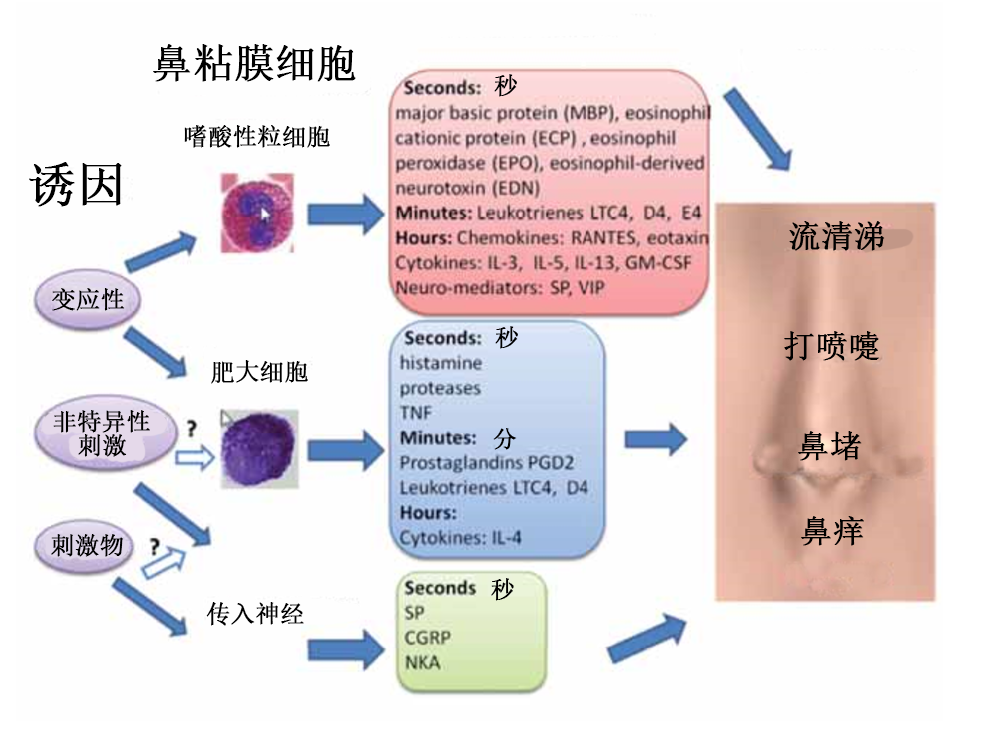 鼻粘膜细胞
诱因
嗜酸性粒细胞
变应性
肥大细胞
非特异性
刺激
?
刺激物
?
传入神经
Seconds: 秒
major basic protein (MBP), eosinophil
cationic protein (ECP) , eosinophil
peroxidase (EPO), eosinophil-derived
neurotoxin (EDN)
Minutes: Leukotrienes LTC4, D4, E4
Hours: Chemokines: RANTES, eotaxin
Cytokines: IL-3, IL-5, IL-13, GM-CSF
Neuro-mediators: SP, VIP
Seconds: 秒
histamine
proteases
TNF
Minutes: 分
Prostaglandins PGD2
Leukotrienes LTC4, D4
Hours:
Cytokines: IL-4
Seconds 秒
SP
CGRP
NKA
流清涕
打喷嚏
鼻堵
鼻痒